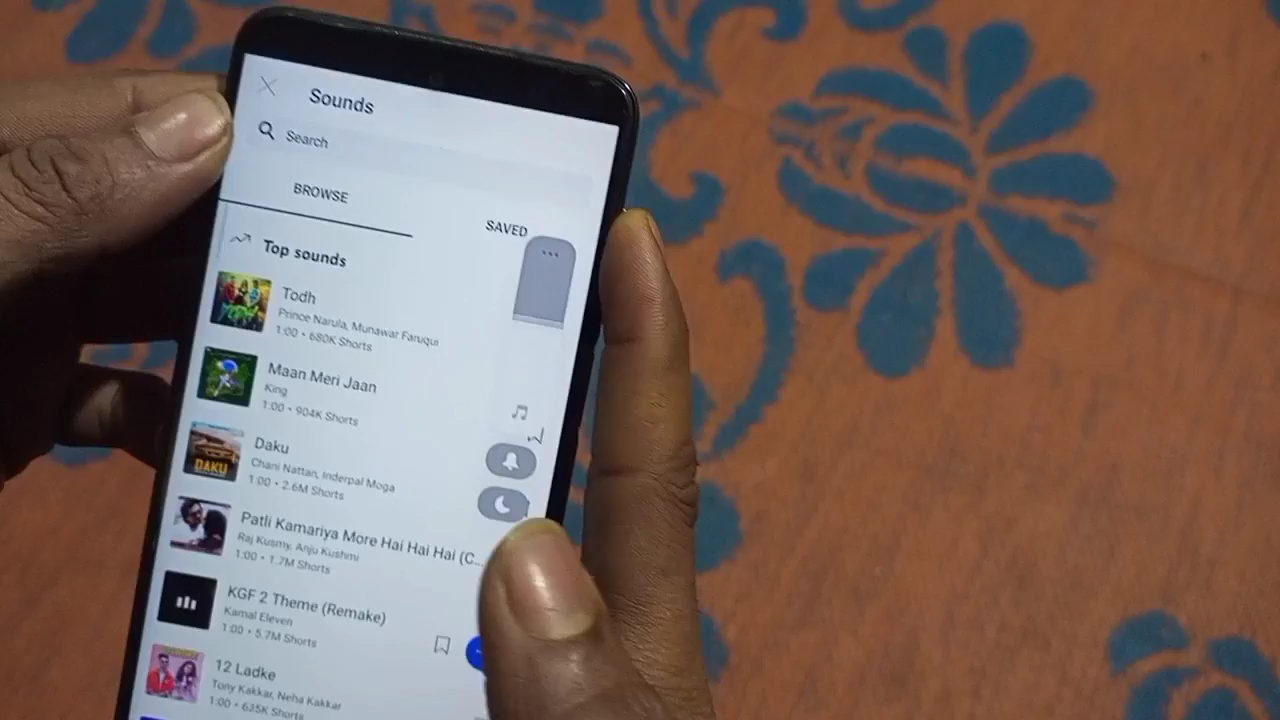 Sounds
Search
BROWSE
SAVED
Top sounds
Todh
Prince Narula, Munawar Faruqui
1:00 • 680K Shorts
Maan Meri Jaan
King
1:00 • 904K Shorts
Daku
Chani Nattan, Inderpal Moga
1:00 • 2.6M Shorts
DAKU
Patli Kamariya More Hai Hai Hai (C...
Raj Kusmy, Anju Kushmi
1:00 • 1.7M Shorts
KGF 2 Theme (Remake)
Kamal Eleven
1:00 • 5.7M Shorts
12 Ladke
Tony Kakkar, Neha Kakkar
1:00 • 635K Shorts